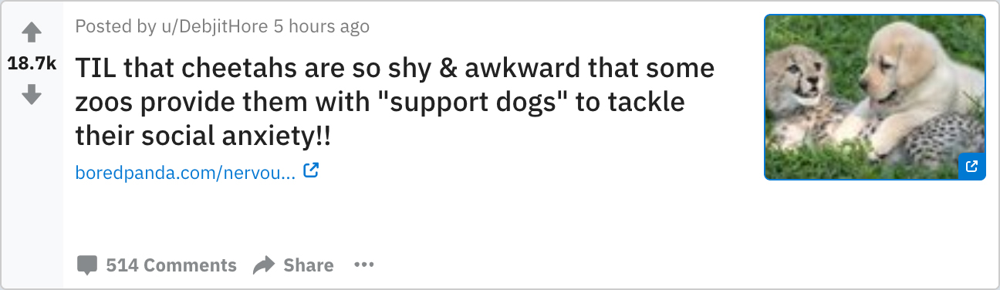 Posted by u/DebjitHore 5 hours ago
18.7k
TIL that cheetahs are so shy & awkward that some
zoos provide them with "support dogs" to tackle
their social anxiety!!
boredpanda.com/nervou...
514 Comments Share